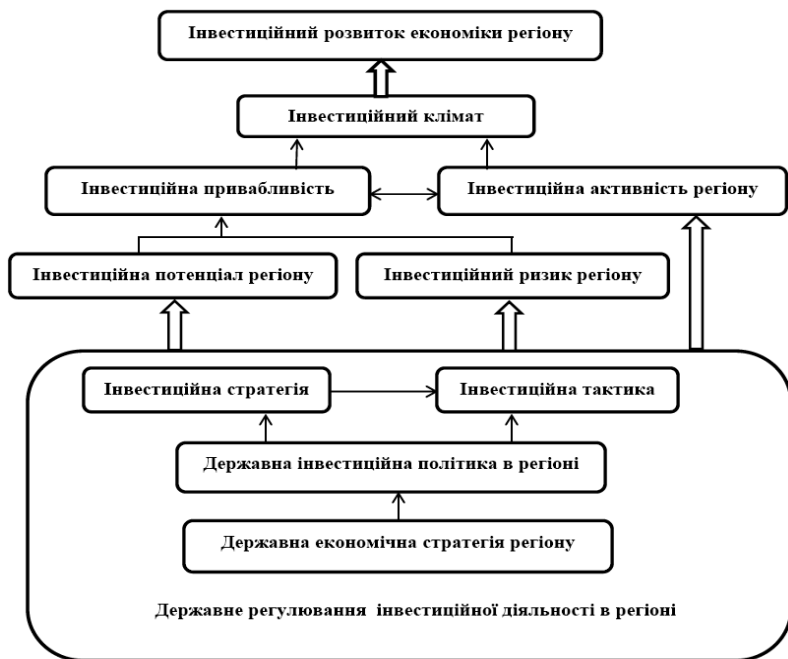 Інвестиційний розвиток економіки регіону
Інвестиційний клімат
Інвестиційна привабливість
Інвестиційна активність регіону
Інвестиційна потенціал регіону
Інвестиційний ризик регіону
Інвестиційна стратегія
Інвестиційна тактика
Державна інвестиційна політика в регіоні
Державна економічна стратегія регіону
Державне регулювання інвестиційної діяльності в регіоні